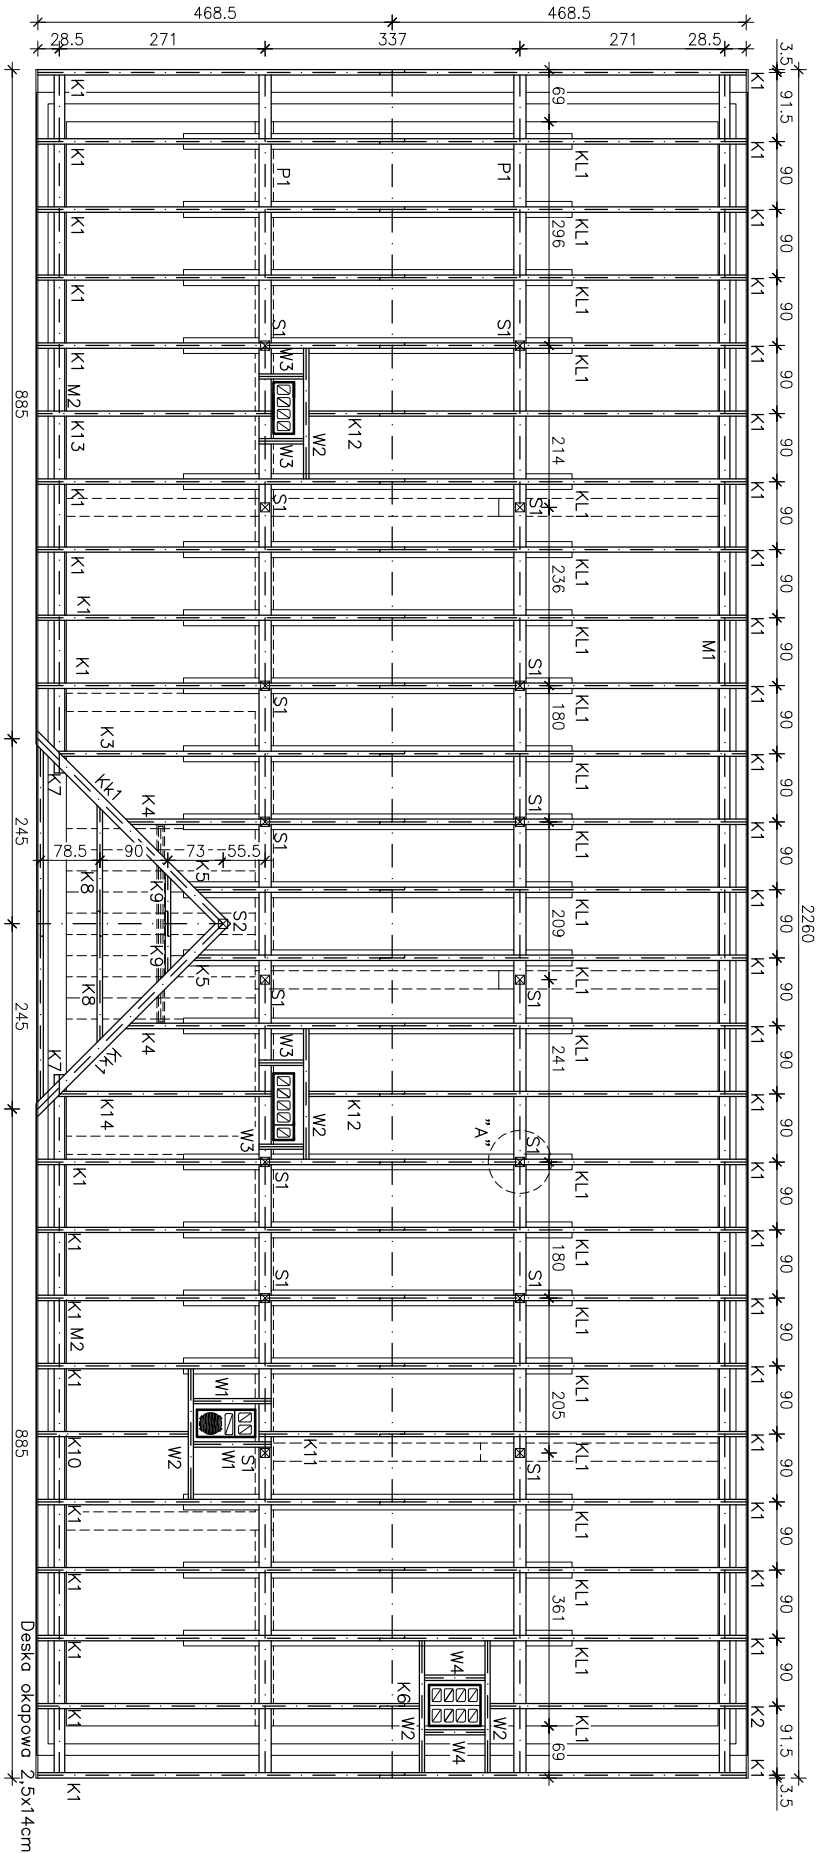 2260
3.5 91.5 90 90 90 90 90 90 90 90 90 90 90 90 90 90 90 90 90 90 90 90 90 90 90 91.5 3.5
K1 K1 K1 K1 K1 K1 K1 K1 K1 K1 K1 K1 K1 K1 K1 K1 K1 K1 K1 K1 K1 K1 K1 K1 K2 K1
28.5
468.5
M1
271
KL1 KL1 KL1 KL1 KL1 KL1 KL1 KL1 KL1 KL1 KL1 KL1 KL1 KL1 KL1 KL1 KL1 KL1 KL1 KL1 KL1 KL1
69 296 214 236 180 209 241 180 205 361 69
S1 S1 S1 S1 S1 S1 S1
P1 S1 W2
"A"
W4 W4
K6 W2
337
K12 K12
W2 W2 K11
P1 S1 W3 W3 S1 S1 S1 S1 W3 S1 S1
W3 S1
55.5 S2
W1 W1
468.5
271
73 K5 K5
W2
K9 K9
90 K4 K4
K3 Kk1 K14
K8 K8
78.5
K7 K7
K1 K1 K1 K1 M2 K13 K1 K1 K1 K1 K1 K1 K1 M2 K1 K10 K1 K1 K1 K1 K1
28.5
885 245 245 885
Deska okapowa 2,5x14cm